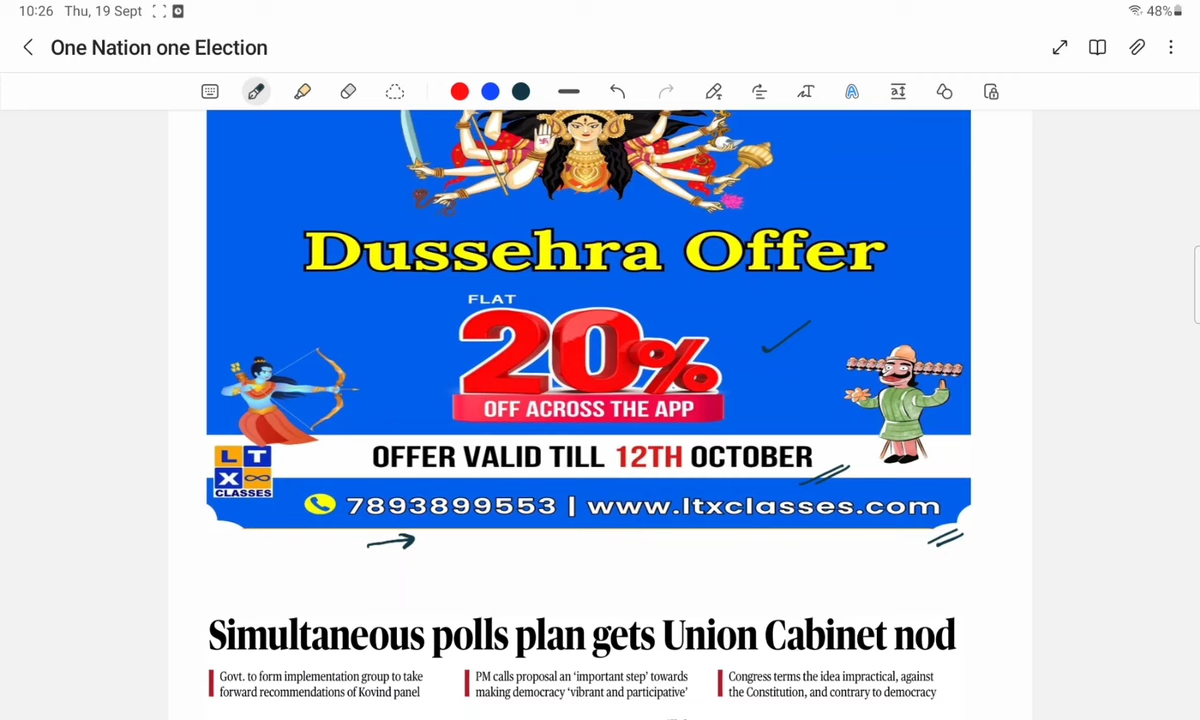 10:26 Thu, 19 Sept 48%
One Nation one Election
Dussehra Offer
FLAT
20%
OFF ACROSS THE APP
OFFER VALID TILL 12TH OCTOBER
L T
X ∞
CLASSES
7893899553 | www.ltxclasses.com
Simultaneous polls plan gets Union Cabinet nod
Govt. to form implementation group to take
forward recommendations of Kovind panel
PM calls proposal an ‘important step’ towards
making democracy ‘vibrant and participative’
Congress terms the idea impractical, against
the Constitution, and contrary to democracy